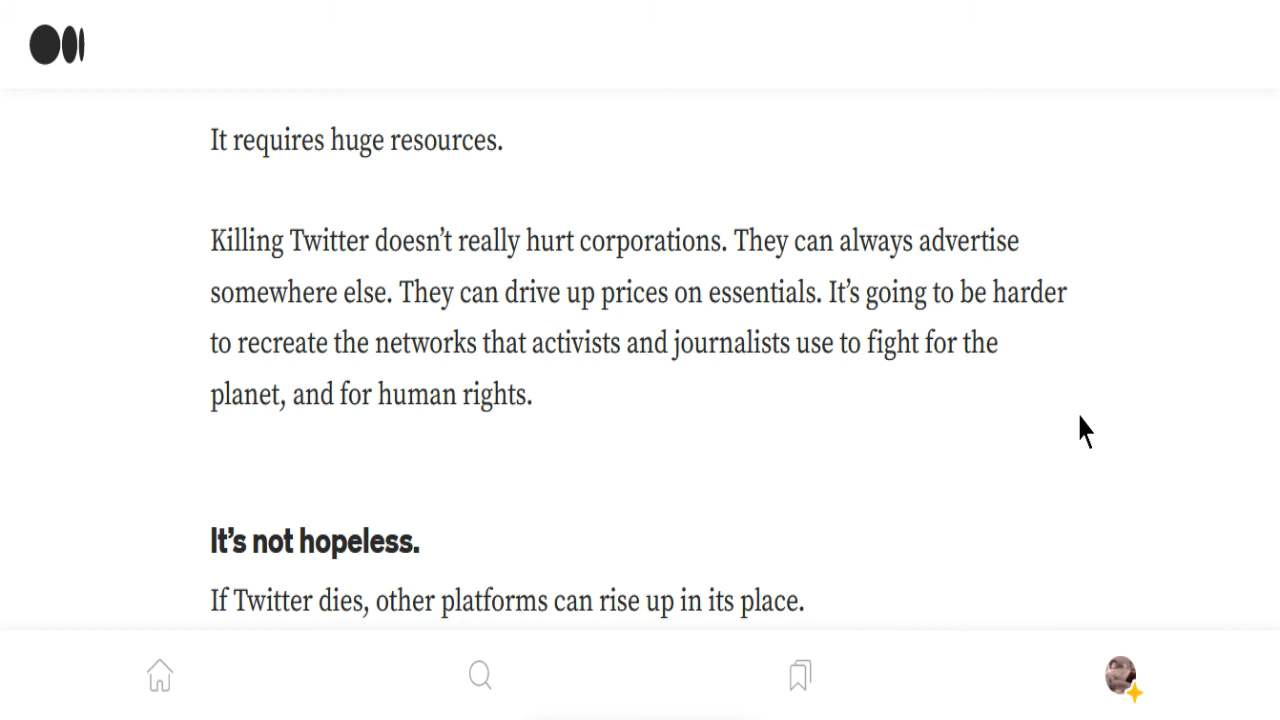 It requires huge resources.
Killing Twitter doesn’t really hurt corporations. They can always advertise
somewhere else. They can drive up prices on essentials. It’s going to be harder
to recreate the networks that activists and journalists use to fight for the
planet, and for human rights.
It’s not hopeless.
If Twitter dies, other platforms can rise up in its place.